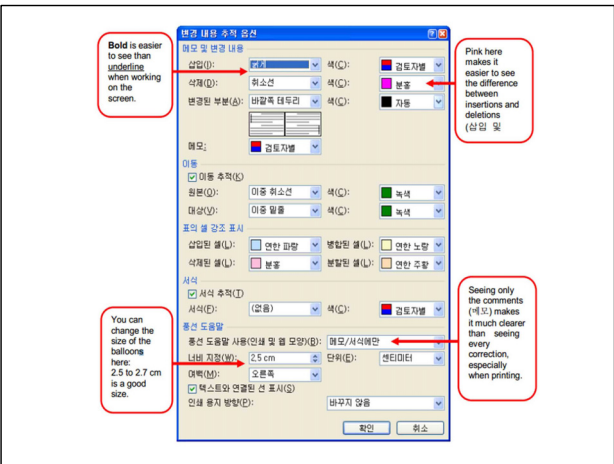 변경 내용 추적 옵션
메모 및 변경 내용
삽입(I): 굵게 색(C): 검토자별
삭제(D): 취소선 색(C): 분홍
변경된 부분(A): 바깥쪽 테두리 색(C): 자동
메모: 검토자별
이동
이동 추적(K)
원본(O): 이중 취소선 색(C): 녹색
대상(V): 이중 밑줄 색(C): 녹색
표의 셀 강조 표시
삽입된 셀(L): 연한 파랑 병합된 셀(L): 연한 노랑
삭제된 셀(L): 분홍 분할된 셀(L): 연한 주황
서식
서식 추적(T)
서식(F): (없음) 색(C): 검토자별
풍선 도움말
풍선 도움말 사용(인쇄 및 웹 모양)(B): 메모/서식에만
너비 지정(W): 2.5 cm 단위(E): 센티미터
여백(M): 오른쪽
텍스트와 연결된 선 표시(S)
인쇄 용지 방향(P): 바꾸지 않음
확인 취소
Bold is easier
to see than
underline
when working
on the
screen.
Pink here
makes it
easier to see
the difference
between
insertions and
deletions
(삽입 및
You can
change the
size of the
balloons
here:
2.5 to 2.7 cm
is a good
size.
Seeing only
the comments
(메모) makes
it much clearer
than seeing
every
correction,
especially
when printing.